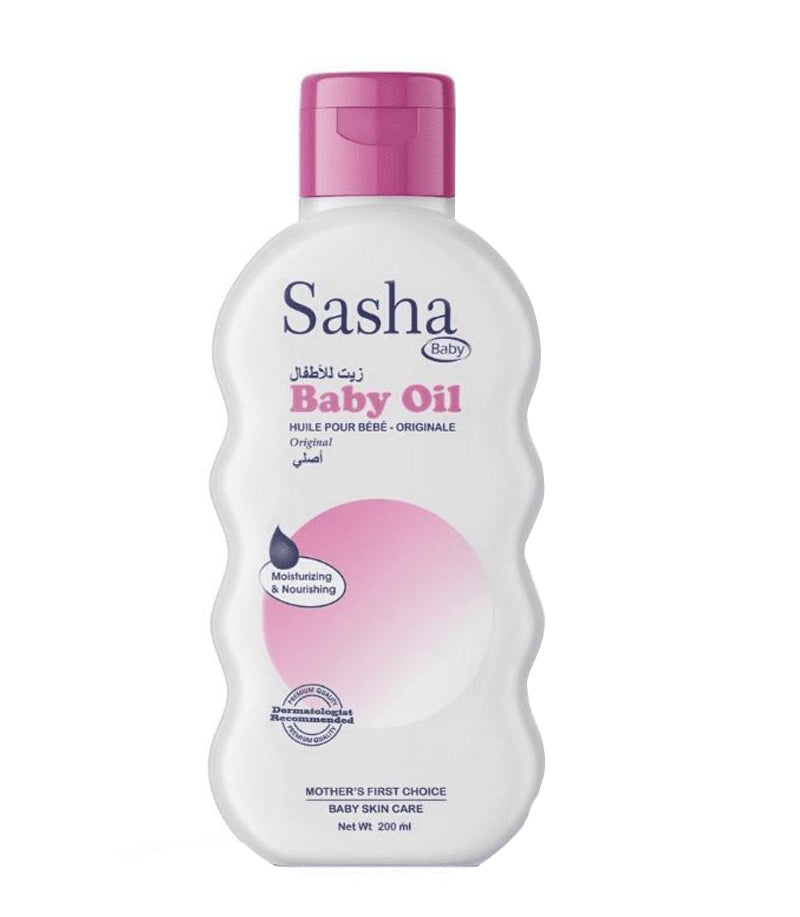 Sasha
Baby
زيت للأطفال
Baby Oil
HUILE POUR BÉBÉ - ORIGINALE
Original
أصلي
Moisturizing
& Nourishing
PREMIUM QUALITY
Dermatologist
Recommended
PREMIUM QUALITY
MOTHER'S FIRST CHOICE
BABY SKIN CARE
Net Wt 200 ml